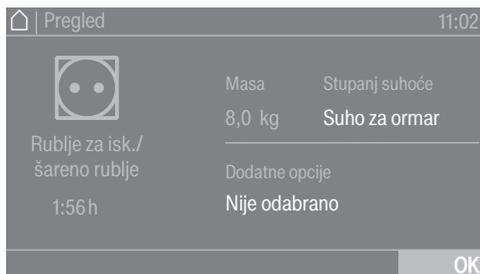 | Pregled 11:02
Masa Stupanj suhoće
8,0 kg Suho za ormar
Rublje za isk./
šareno rublje
1:56 h
Dodatne opcije
Nije odabrano
OK